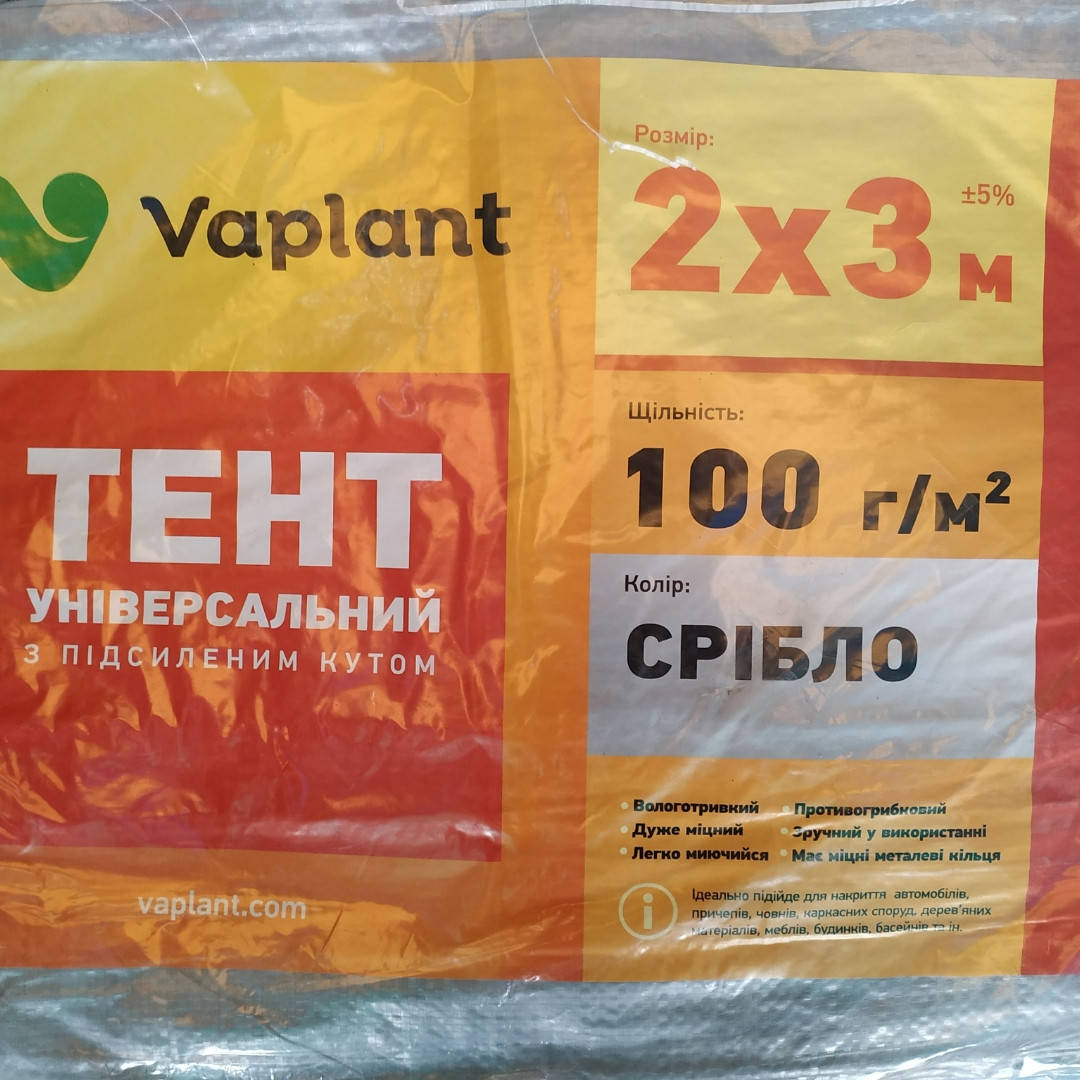 Vaplant
ТЕНТ
УНІВЕРСАЛЬНИЙ
З ПІДСИЛЕНИМ КУТОМ
vaplant.com
Розмір:
2х3 м
±5%
Щільність:
100 г/м²
Колір:
СРІБЛО
• Вологотривкий
• Дуже міцний
• Легко миючийся
• Противогрибковий
• Зручний у використанні
• Має міцні металеві кільця
Ідеально підійде для накриття автомобілів,
причепів, човнів, каркасних споруд, дерев'яних
матеріалів, меблів, будинків, басейнів та ін.